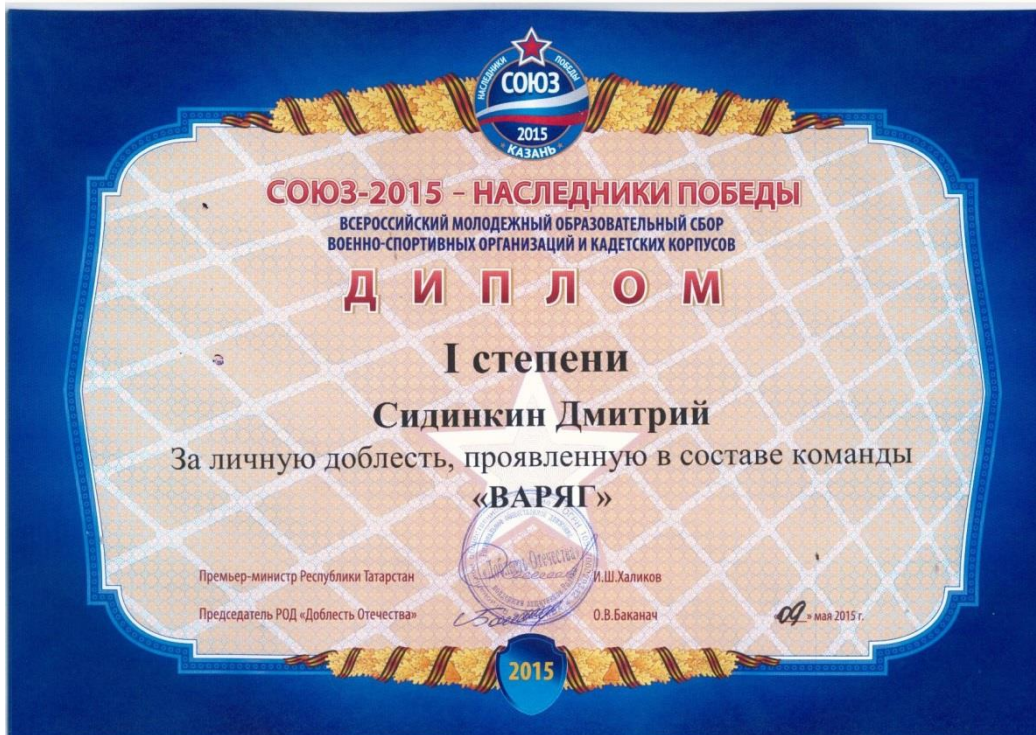 НАСЛЕДНИКИ ПОБЕДЫ
СОЮЗ
2015
КАЗАНЬ
СОЮЗ-2015 – НАСЛЕДНИКИ ПОБЕДЫ
ВСЕРОССИЙСКИЙ МОЛОДЕЖНЫЙ ОБРАЗОВАТЕЛЬНЫЙ СБОР
ВОЕННО-СПОРТИВНЫХ ОРГАНИЗАЦИЙ И КАДЕТСКИХ КОРПУСОВ
ДИПЛОМ
I степени
Сидинкин Дмитрий
За личную доблесть, проявленную в составе команды
«ВАРЯГ»
«Доблесть Отечества»
Премьер-министр Республики Татарстан И.Ш.Халиков
Председатель РОД «Доблесть Отечества» О.В.Баканач «09» мая 2015 г.
2015